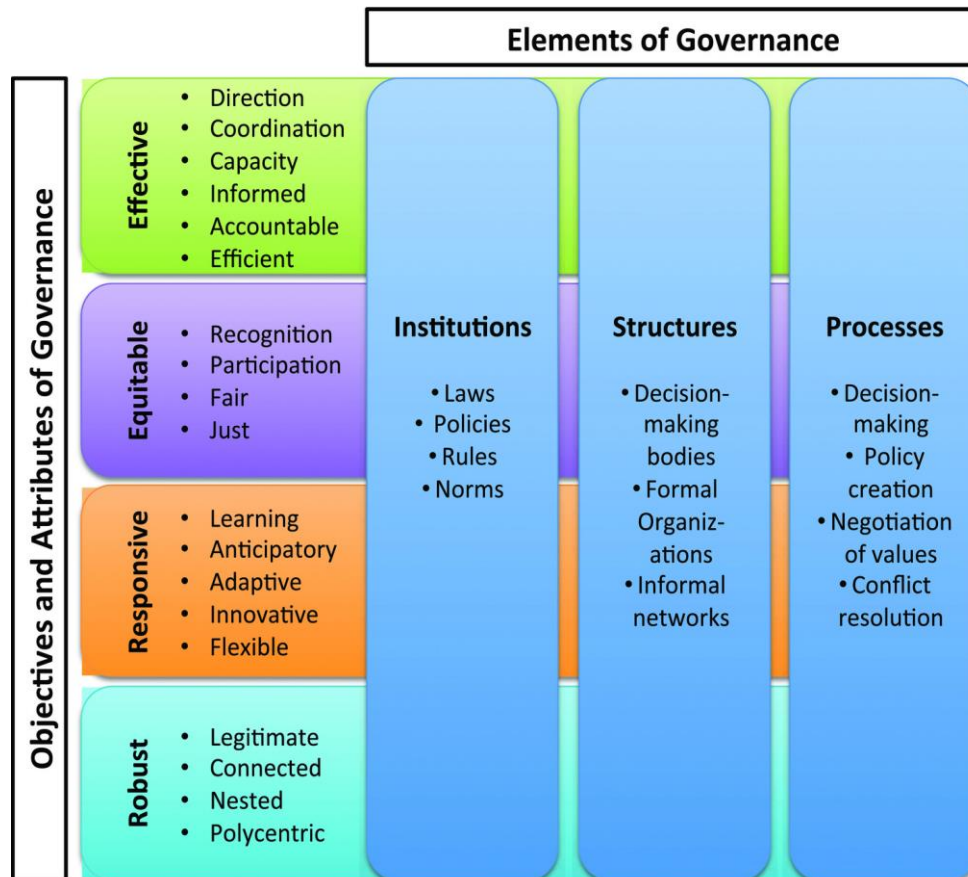 Elements of Governance
Objectives and Attributes of Governance
Effective
• Direction
• Coordination
• Capacity
• Informed
• Accountable
• Efficient
Equitable
• Recognition
• Participation
• Fair
• Just
Responsive
• Learning
• Anticipatory
• Adaptive
• Innovative
• Flexible
Robust
• Legitimate
• Connected
• Nested
• Polycentric
Institutions
• Laws
• Policies
• Rules
• Norms
Structures
• Decision-
making
bodies
• Formal
Organiz-
ations
• Informal
networks
Processes
• Decision-
making
• Policy
creation
• Negotiation
of values
• Conflict
resolution